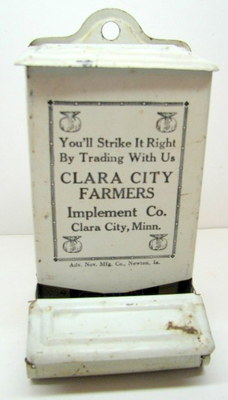 You'll Strike It Right
By Trading With Us
CLARA CITY
FARMERS
Implement Co.
Clara City, Minn.
Adv. Nov. Mfg. Co., Newton, Ia.